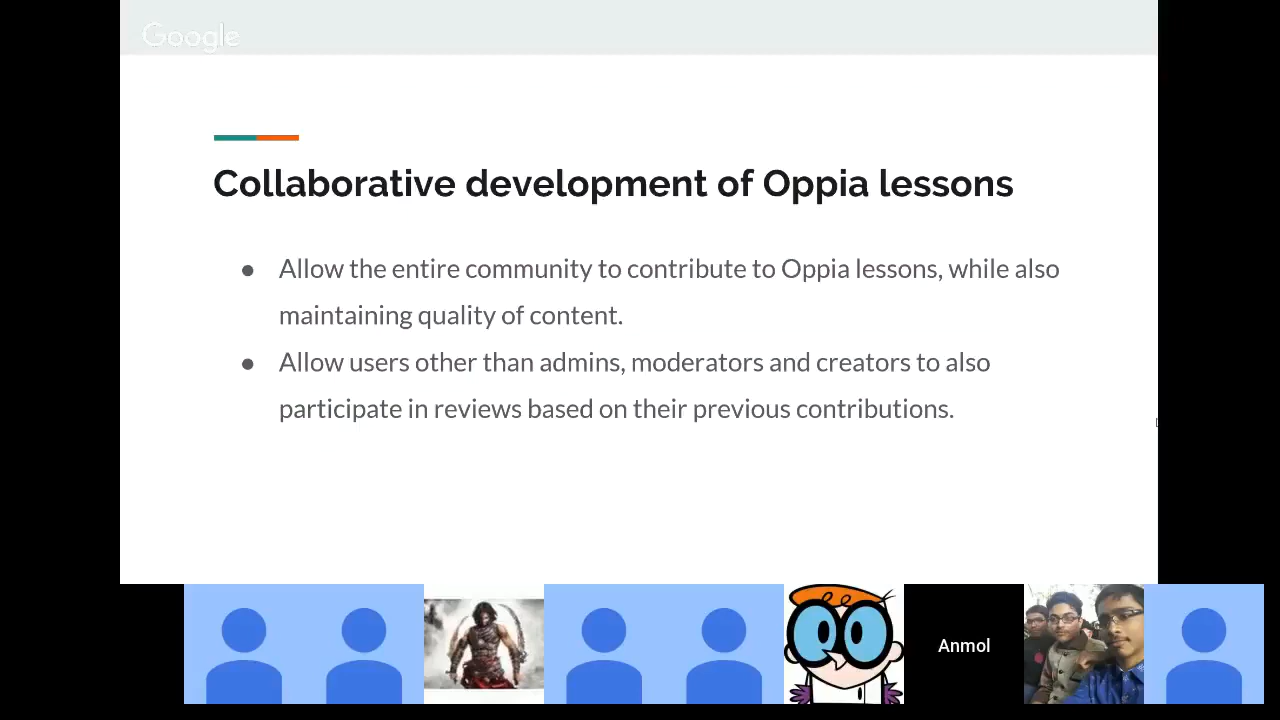 Google
Collaborative development of Oppia lessons
● Allow the entire community to contribute to Oppia lessons, while also
maintaining quality of content.
● Allow users other than admins, moderators and creators to also
participate in reviews based on their previous contributions.
Anmol